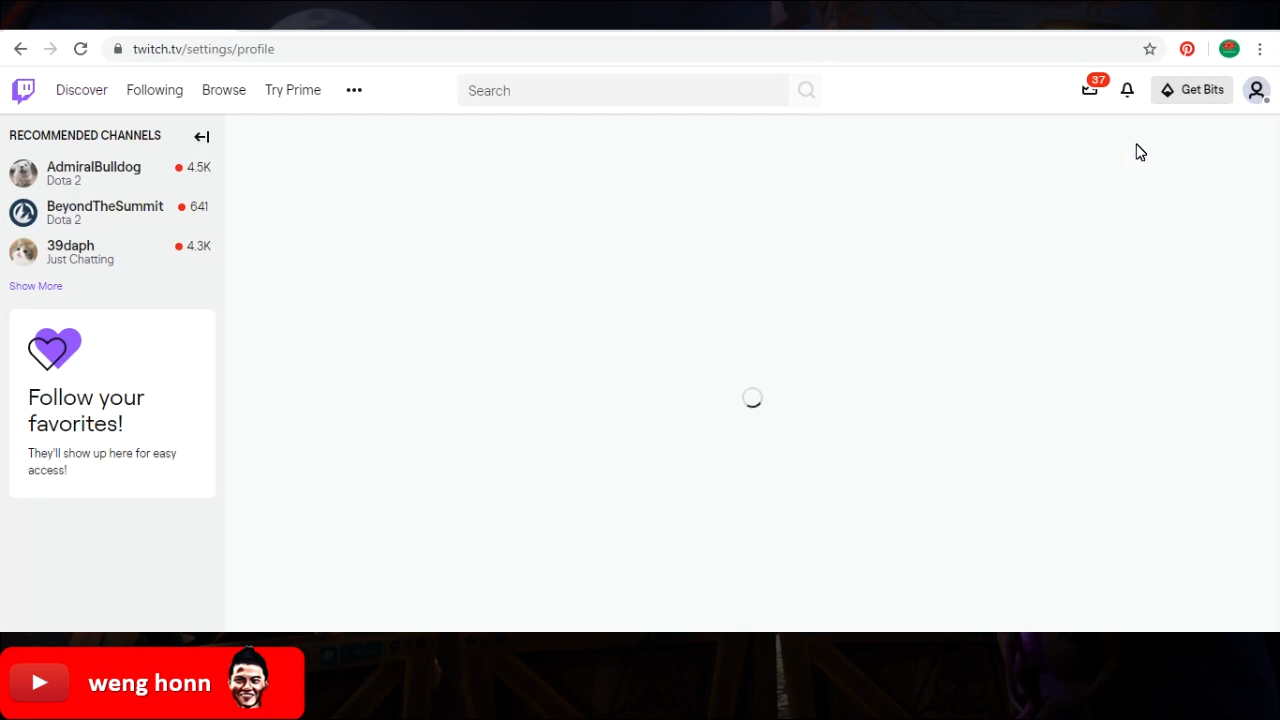 twitch.tv/settings/profile
Discover Following Browse Try Prime ••• Search 37 Get Bits
RECOMMENDED CHANNELS
AdmiralBulldog 4.5K
Dota 2
BeyondTheSummit 641
Dota 2
39daph 4.3K
Just Chatting
Show More
Follow your
favorites!
They'll show up here for easy
access!
weng honn